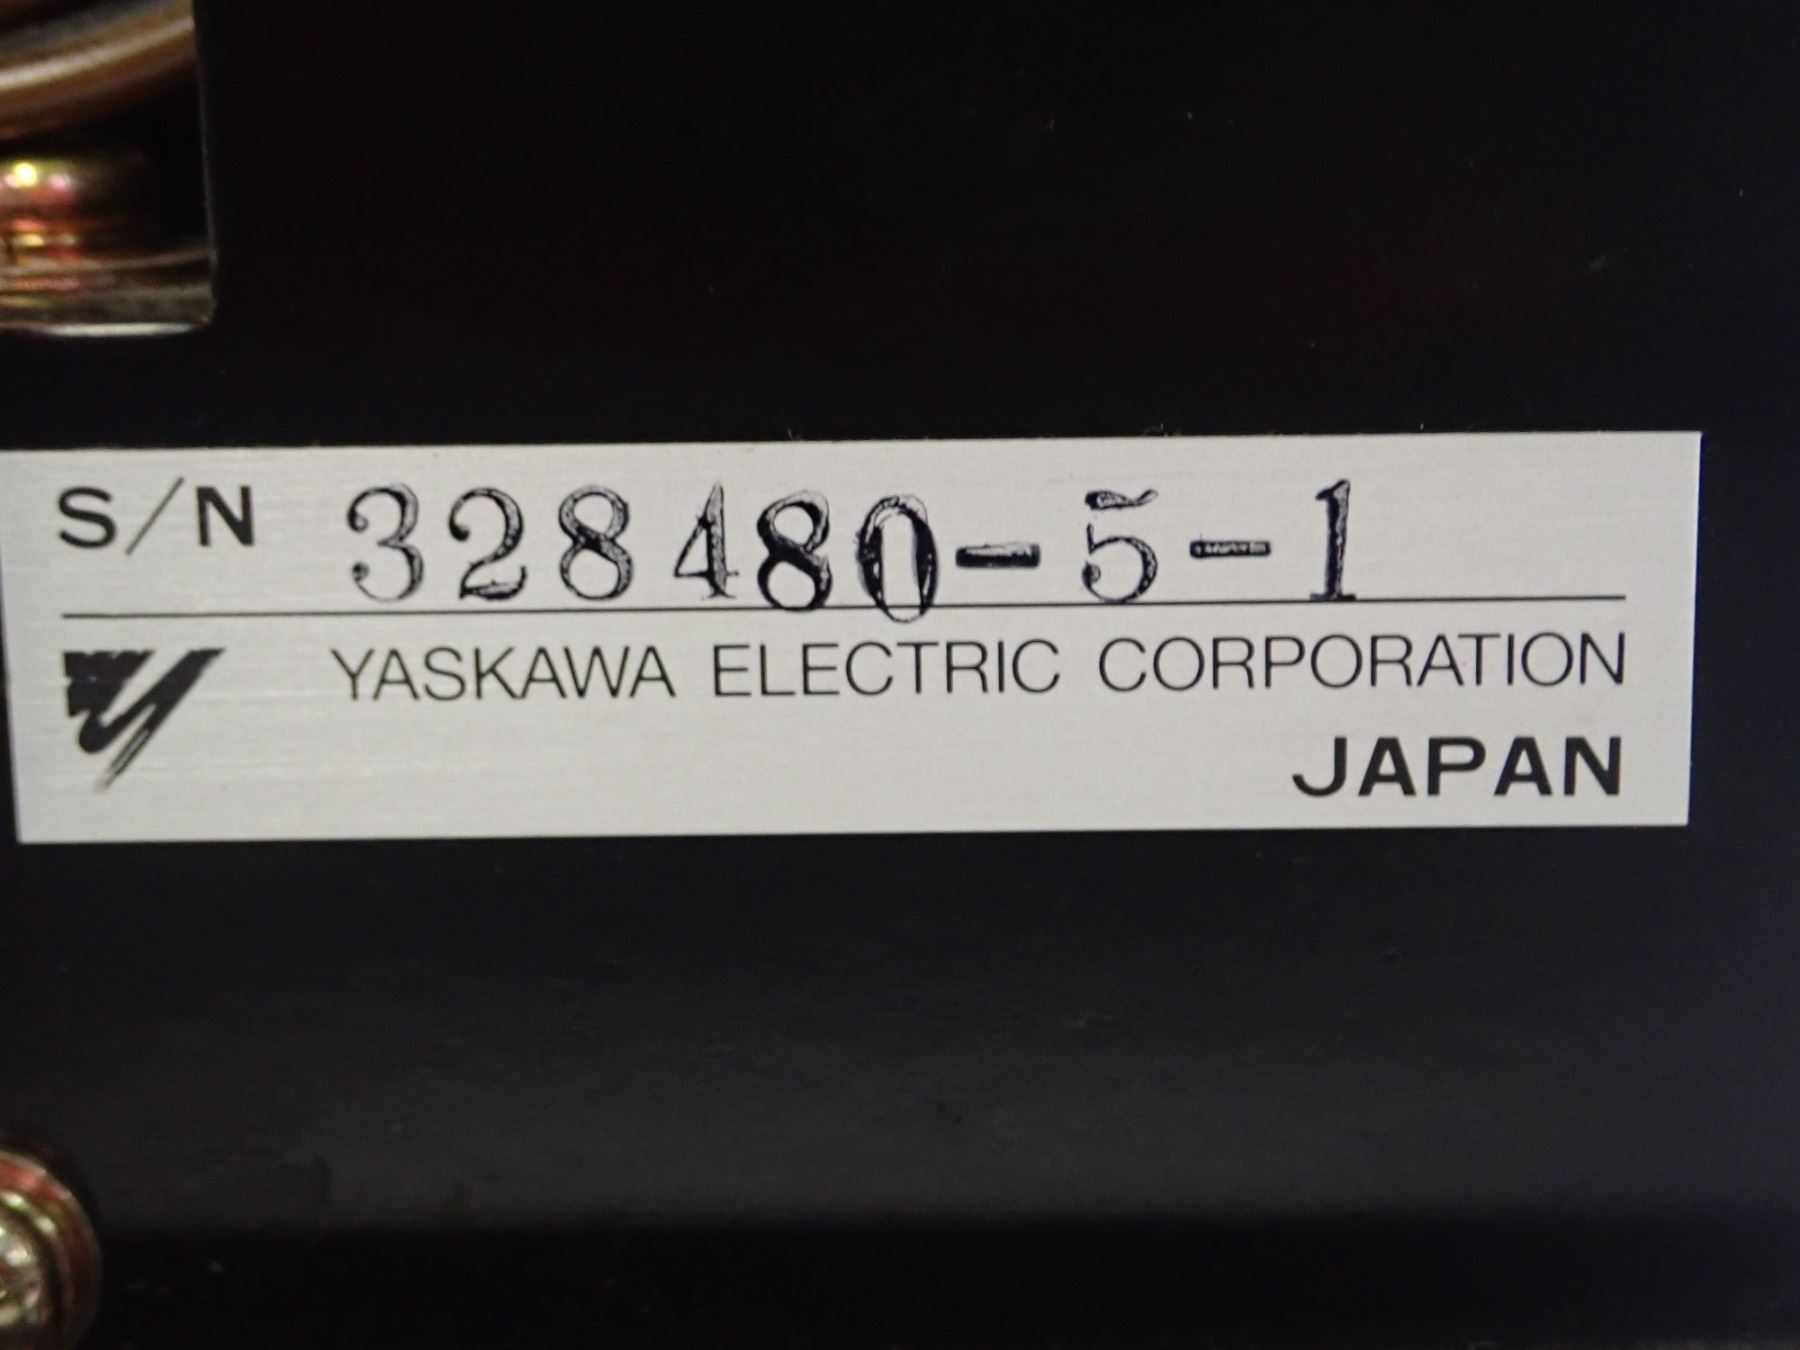 S/N 328480-5-1
YASKAWA ELECTRIC CORPORATION
JAPAN